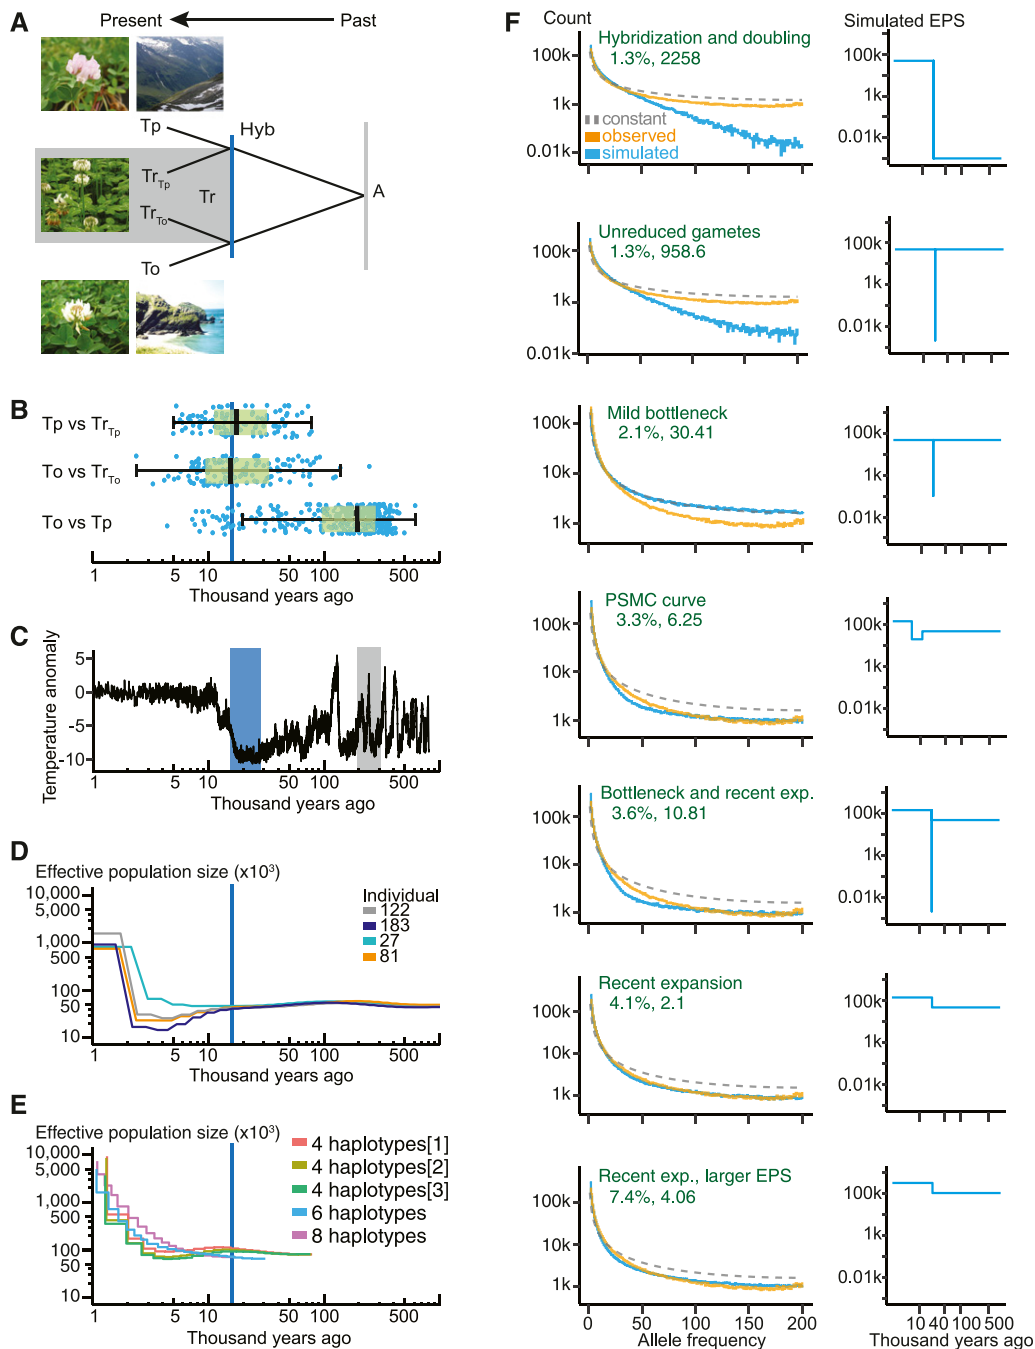 A
Present
Past
Tp
Hyb
Tr_Tp
Tr
A
Tr_To
To
B
Tp vs Tr_Tp
To vs Tr_To
To vs Tp
1 5 10 50 100 500
Thousand years ago
C
Temperature anomaly
5
0
-5
-10
1 5 10 50 100 500
Thousand years ago
D
Effective population size (x10³)
10,000
5,000
1,000
500
100
50
10
Individual
122
183
27
81
1 5 10 50 100 500
Thousand years ago
E
Effective population size (x10³)
10,000
5,000
1,000
500
100
50
10
4 haplotypes[1]
4 haplotypes[2]
4 haplotypes[3]
6 haplotypes
8 haplotypes
1 5 10 50 100 500
Thousand years ago
F
Count
Simulated EPS
Hybridization and doubling
1.3%, 2258
100k
1k
0.01k
constant
observed
simulated
100k
1k
0.01k
Unreduced gametes
1.3%, 958.6
100k
1k
0.01k
100k
1k
0.01k
Mild bottleneck
2.1%, 30.41
100k
10k
1k
100k
1k
0.01k
PSMC curve
3.3%, 6.25
100k
10k
1k
100k
1k
0.01k
Bottleneck and recent exp.
3.6%, 10.81
100k
10k
1k
100k
1k
0.01k
Recent expansion
4.1%, 2.1
100k
10k
1k
100k
1k
0.01k
Recent exp., larger EPS
7.4%, 4.06
100k
10k
1k
100k
1k
0.01k
0 50 100 150 200
Allele frequency
10 40 100 500
Thousand years ago